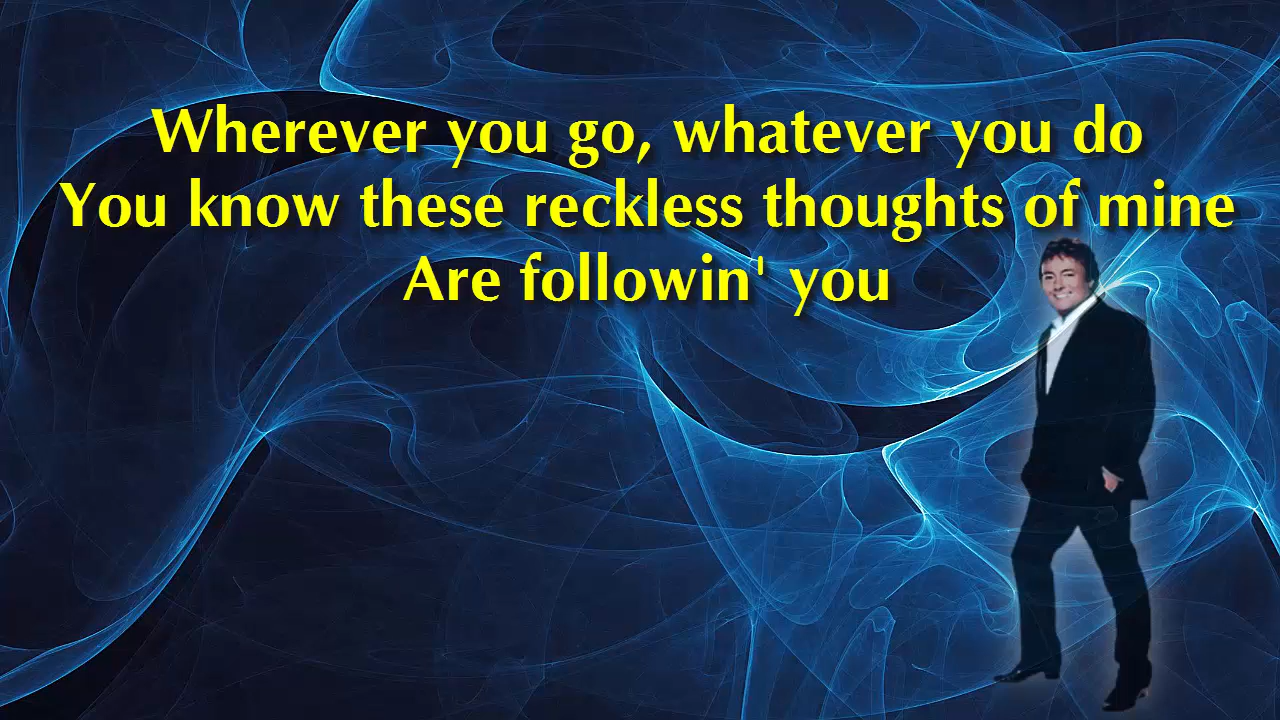 Wherever you go, whatever you do
You know these reckless thoughts of mine
Are followin' you